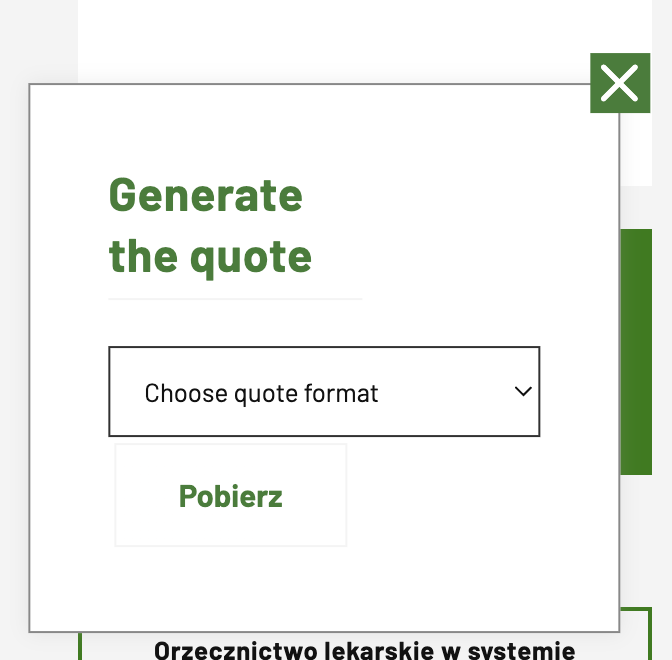 Generate
the quote
Choose quote format
Pobierz
Orzecznictwo lekarskie w systemie